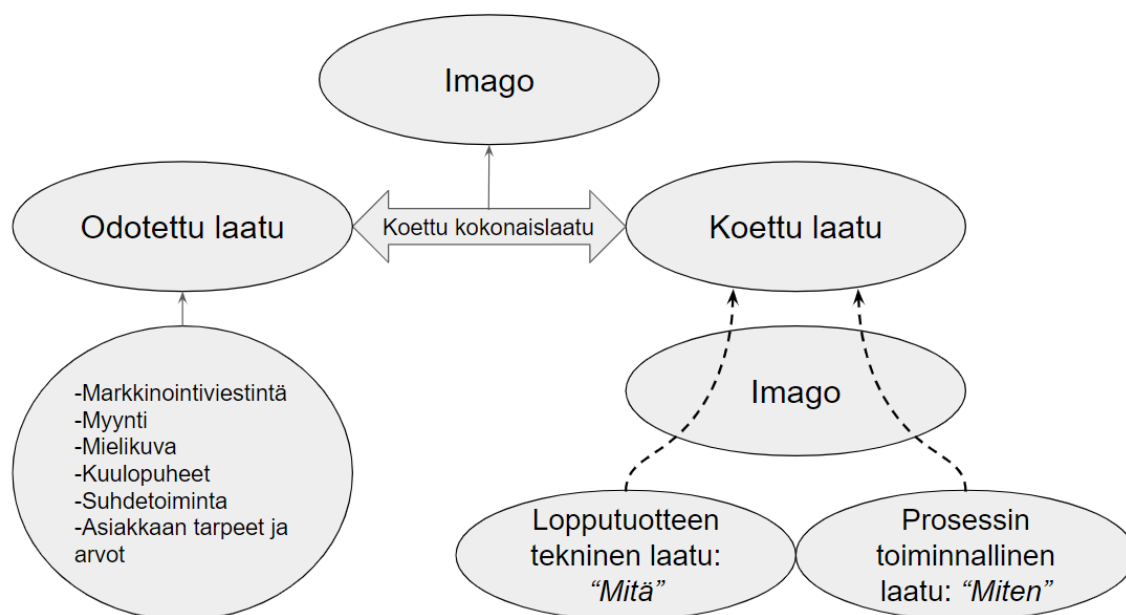 Imago
Odotettu laatu
Koettu kokonaislaatu
Koettu laatu
-Markkinointiviestintä
-Myynti
-Mielikuva
-Kuulopuheet
-Suhdetoiminta
-Asiakkaan tarpeet ja
arvot
Imago
Lopputuotteen
tekninen laatu:
“Mitä”
Prosessin
toiminnallinen
laatu: “Miten”